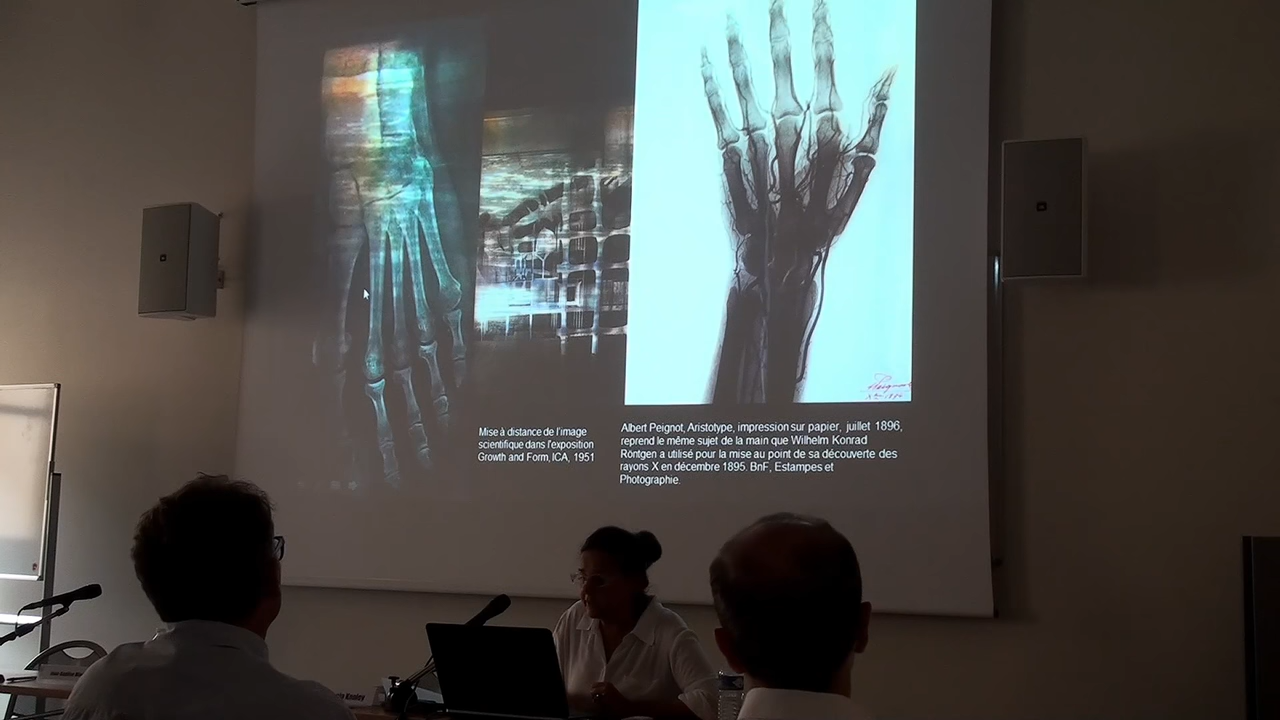 Mise à distance de l'image
scientifique dans l'exposition
Growth and Form, ICA, 1951
Albert Peignot, Aristotype, impression sur papier, juillet 1896,
reprend le même sujet de la main que Wilhelm Konrad
Röntgen a utilisé pour la mise au point de sa découverte des
rayons X en décembre 1895. BnF, Estampes et
Photographie.